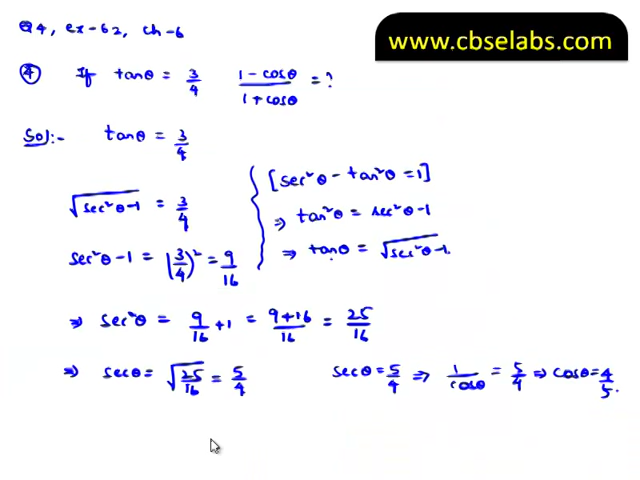 Q4, ex-6.2, ch-6
www.cbselabs.com
④ If tanθ = 3/4 (1-cosθ)/(1+cosθ) = ?
Sol:- tanθ = 3/4
√(sec²θ-1) = 3/4
sec²θ-1 = (3/4)² = 9/16
[sec²θ - tan²θ = 1]
⇒ tan²θ = sec²θ-1
⇒ tanθ = √(sec²θ-1).
⇒ sec²θ = 9/16 + 1 = (9+16)/16 = 25/16
⇒ secθ = √(25/16) = 5/4 secθ = 5/4 ⇒ 1/cosθ = 5/4 ⇒ cosθ = 4/5.